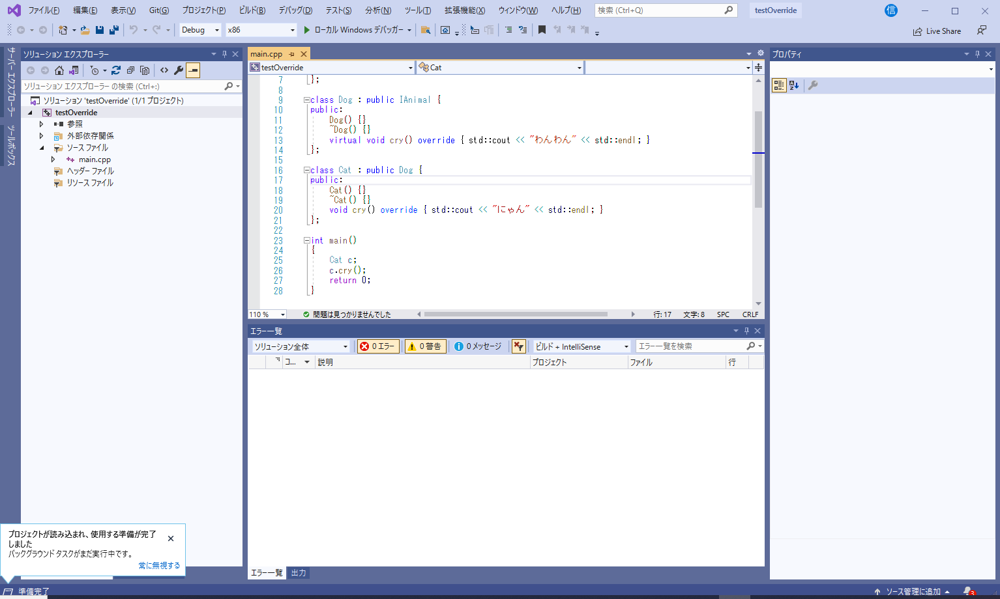 ファイル(F) 編集(E) 表示(V) Git(G) プロジェクト(P) ビルド(B) デバッグ(D) テスト(S) 分析(N) ツール(T) 拡張機能(X) ウィンドウ(W) ヘルプ(H) 検索 (Ctrl+Q) testOverride 信
Debug x86 ローカル Windows デバッガー Live Share
サーバー エクスプローラー
ツールボックス
ソリューション エクスプローラー
ソリューション エクスプローラー の検索 (Ctrl+;)
ソリューション 'testOverride' (1/1 プロジェクト)
testOverride
参照
外部依存関係
ソース ファイル
main.cpp
ヘッダー ファイル
リソース ファイル
main.cpp
testOverride Cat
7 };
8
9 class Dog : public IAnimal {
10 public:
11 Dog() {}
12 ~Dog() {}
13 virtual void cry() override { std::cout << "わんわん" << std::endl; }
14 };
15
16 class Cat : public Dog {
17 public:
18 Cat() {}
19 ~Cat() {}
20 void cry() override { std::cout << "にゃん" << std::endl; }
21 };
22
23 int main()
24 {
25 Cat c;
26 c.cry();
27 return 0;
28 }
110 % 問題は見つかりませんでした 行: 17 文字: 8 SPC CRLF
エラー一覧
ソリューション全体 0 エラー 0 警告 0 メッセージ ビルド + IntelliSense エラー一覧を検索
コ... 説明 プロジェクト ファイル 行
エラー一覧 出力
プロパティ
プロジェクトが読み込まれ、使用する準備が完了
しました
バックグラウンド タスクがまだ実行中です。
常に無視する
準備完了 ソース管理に追加 3